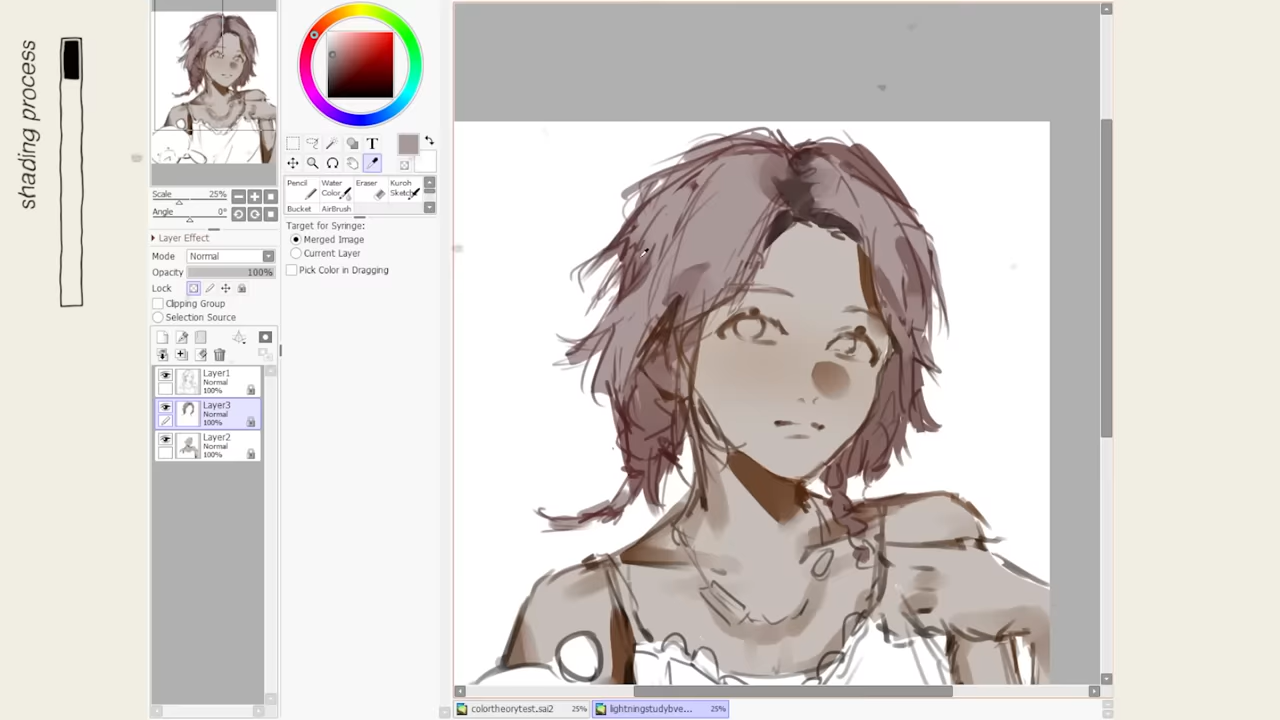 shading process
Scale 25%
Angle 0°
Layer Effect
Mode Normal
Opacity 100%
Lock
Clipping Group
Selection Source
Layer1
Normal
100%
Layer3
Normal
100%
Layer2
Normal
100%
T
Pencil Water Color Eraser Kuroh Sketch
Bucket AirBrush
Target for Syringe:
Merged Image
Current Layer
Pick Color in Dragging
colortheorytest.sai2 25% lightningstudybve... 25%